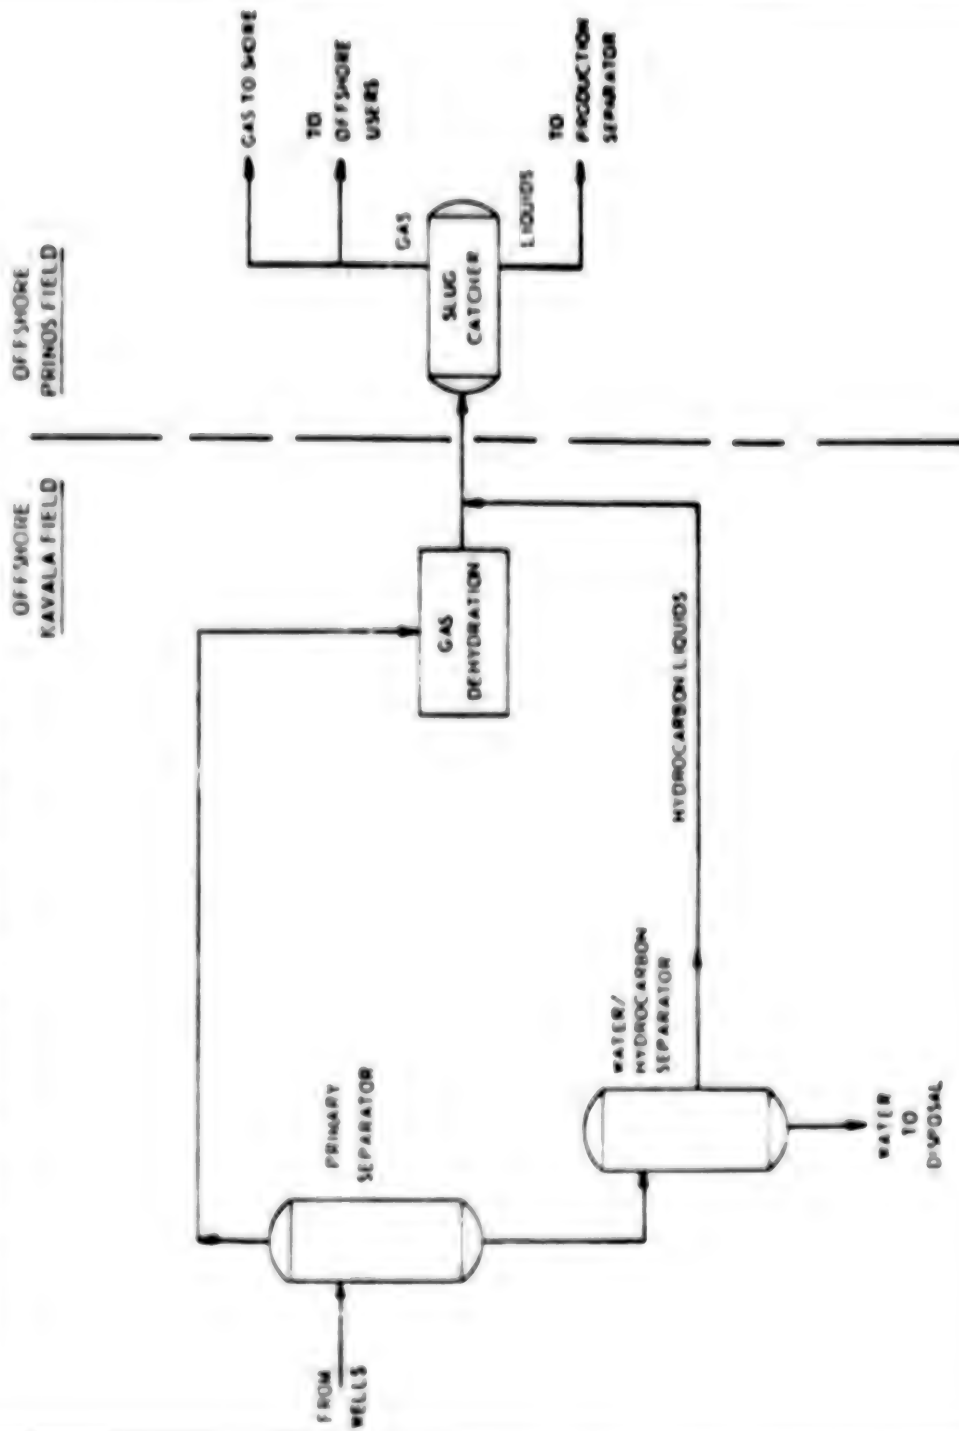 OFFSHORE
KAVALA FIELD
OFFSHORE
PRINOS FIELD
FROM
WELLS
PRIMARY
SEPARATOR
WATER/
HYDROCARBON
SEPARATOR
WATER
TO
DISPOSAL
HYDROCARBON LIQUIDS
GAS
DEHYDRATION
SLUG
CATCHER
GAS
LIQUIDS
GAS TO SHORE
TO
OFFSHORE
USERS
TO
PRODUCTION
SEPARATOR